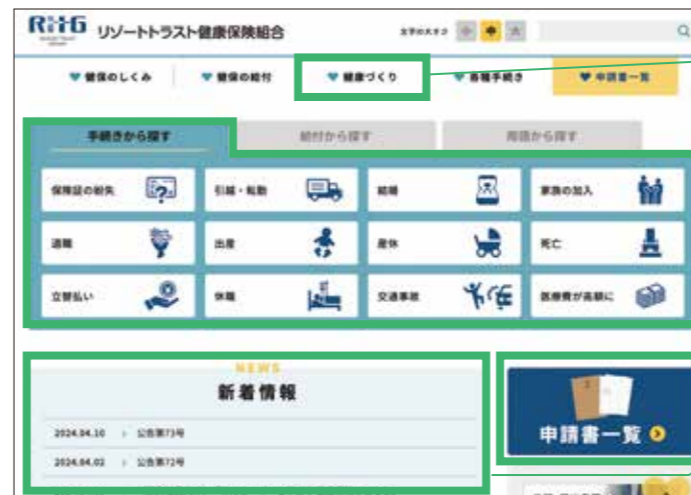 RTHG リゾートトラスト健康保険組合
文字の大きさ 小 中 大
健保のしくみ 健保の給付 健康づくり 各種手続き 申請書一覧
手続きから探す 給付から探す 用語から探す
保険証の紛失 引越・転勤 結婚 家族の加入
退職 出産 産休 死亡
立替払い 休職 交通事故 医療費が高額に
NEWS
新着情報
2024.04.10 公告第73号
2024.04.02 公告第72号
申請書一覧